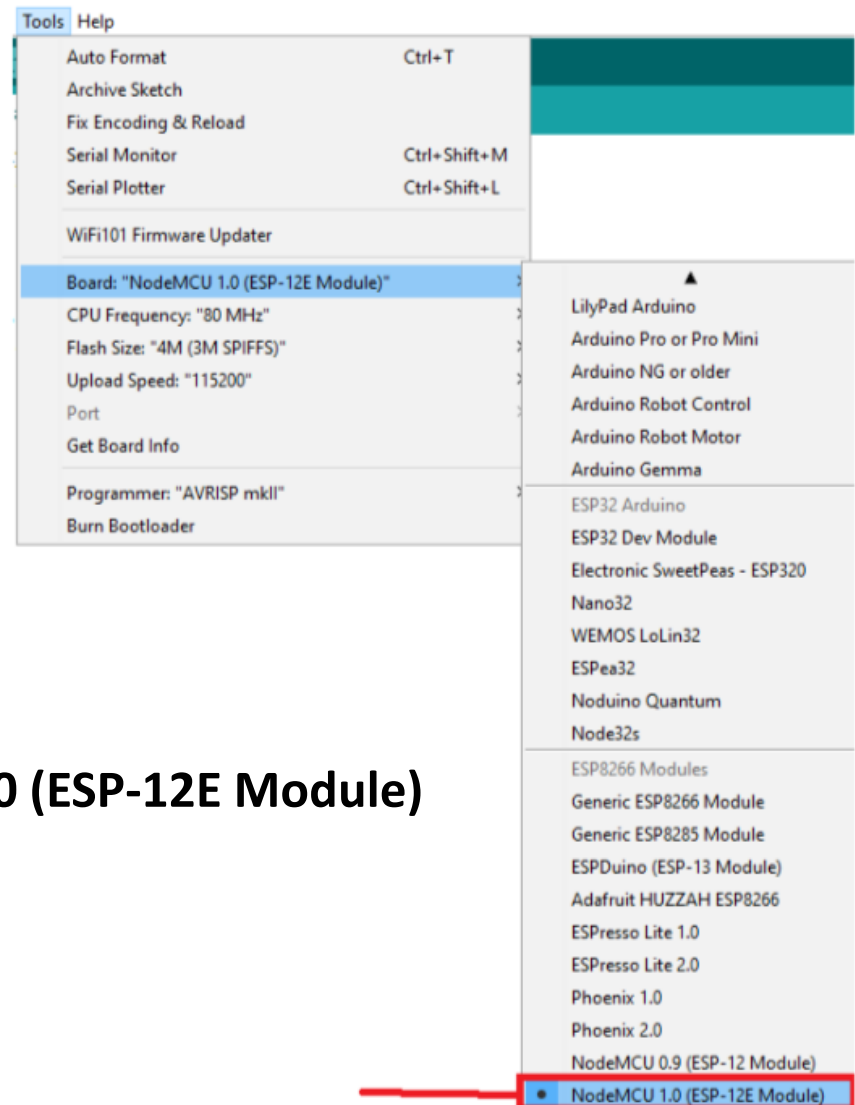 Tools Help
Auto Format Ctrl+T
Archive Sketch
Fix Encoding & Reload
Serial Monitor Ctrl+Shift+M
Serial Plotter Ctrl+Shift+L
WiFi101 Firmware Updater
Board: "NodeMCU 1.0 (ESP-12E Module)"
CPU Frequency: "80 MHz"
Flash Size: "4M (3M SPIFFS)"
Upload Speed: "115200"
Port
Get Board Info
Programmer: "AVRISP mkII"
Burn Bootloader
LilyPad Arduino
Arduino Pro or Pro Mini
Arduino NG or older
Arduino Robot Control
Arduino Robot Motor
Arduino Gemma
ESP32 Arduino
ESP32 Dev Module
Electronic SweetPeas - ESP320
Nano32
WEMOS LoLin32
ESPea32
Noduino Quantum
Node32s
ESP8266 Modules
Generic ESP8266 Module
Generic ESP8285 Module
ESPDuino (ESP-13 Module)
Adafruit HUZZAH ESP8266
ESPresso Lite 1.0
ESPresso Lite 2.0
Phoenix 1.0
Phoenix 2.0
NodeMCU 0.9 (ESP-12 Module)
NodeMCU 1.0 (ESP-12E Module)
0 (ESP-12E Module)